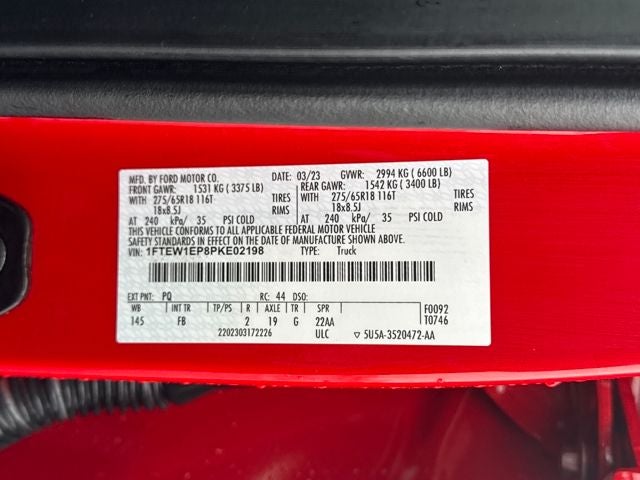 MFD. BY FORD MOTOR CO. DATE: 03/23 GVWR: 2994 KG (6600 LB)
FRONT GAWR: 1531 KG (3375 LB) REAR GAWR: 1542 KG (3400 LB)
WITH 275/65R18 116T TIRES WITH 275/65R18 116T TIRES
18x8.5J RIMS 18x8.5J RIMS
AT 240 kPa/ 35 PSI COLD AT 240 kPa/ 35 PSI COLD
THIS VEHICLE CONFORMS TO ALL APPLICABLE FEDERAL MOTOR VEHICLE
SAFETY STANDARDS IN EFFECT ON THE DATE OF MANUFACTURE SHOWN ABOVE.
VIN: 1FTEW1EP8PKE02198 TYPE: Truck
EXT PNT: PQ RC: 44 DSO:
WB INT TR TP/PS R AXLE TR SPR F0092
145 FB 2 19 G 22AA T0746
2202303172226 ULC ▽ 5U5A-3520472-AA